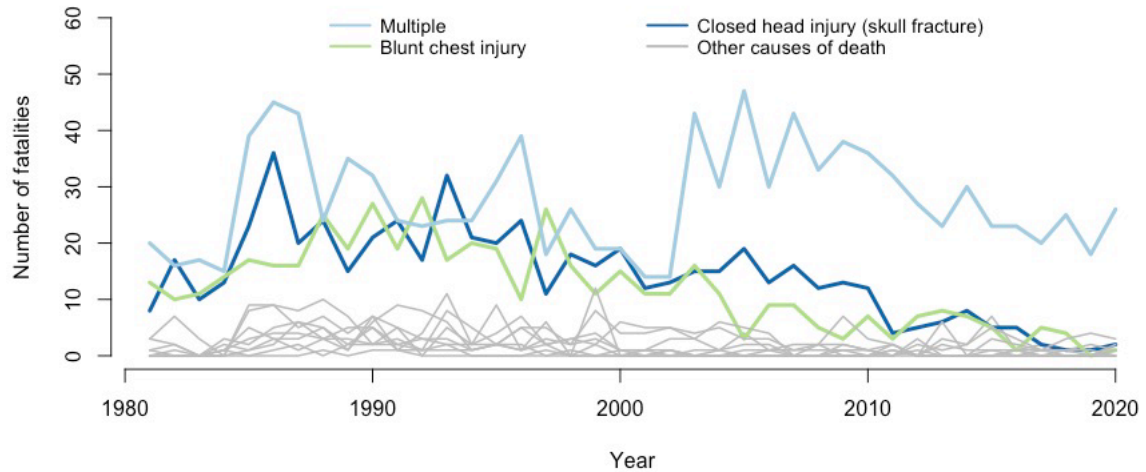 Multiple
Blunt chest injury
Closed head injury (skull fracture)
Other causes of death
Number of fatalities
60
50
40
30
20
10
0
1980
1990
2000
2010
2020
Year